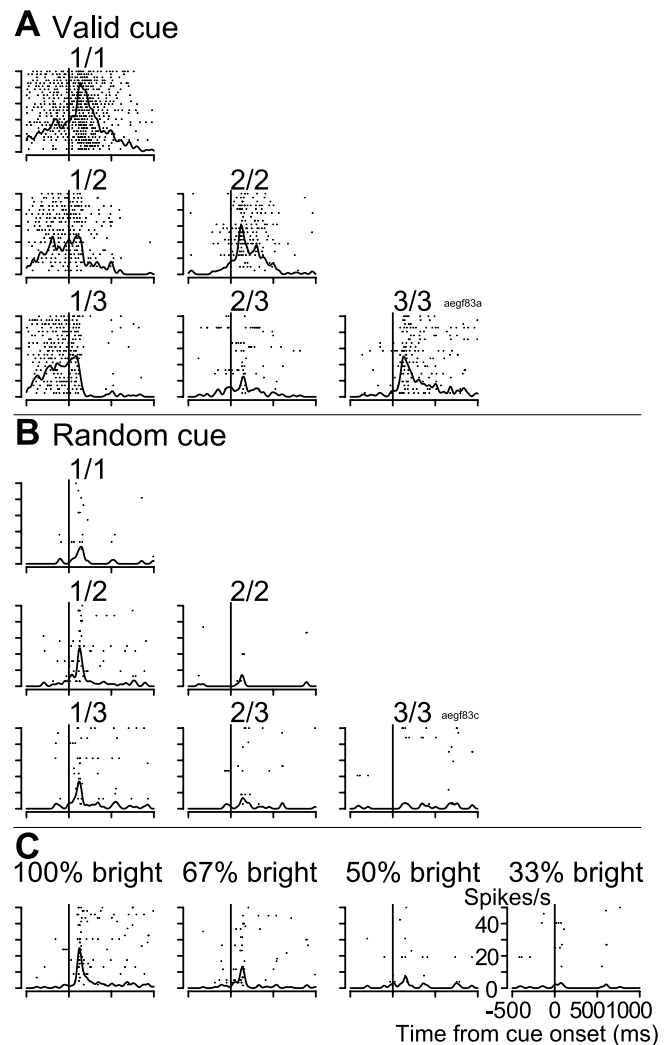 A Valid cue
1/1
1/2 2/2
1/3 2/3 3/3 aegf83a
B Random cue
1/1
1/2 2/2
1/3 2/3 3/3 aegf83c
C
100% bright 67% bright 50% bright 33% bright
Spikes/s
40
20
0
-500 0 500 1000
Time from cue onset (ms)